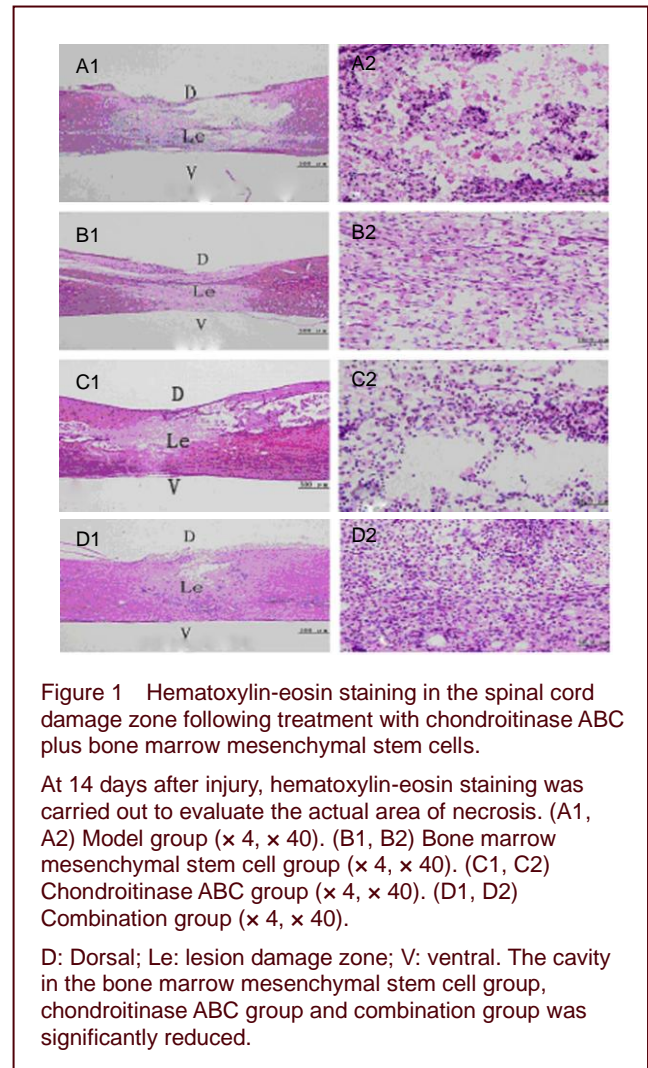 A1
D
Le
V
A2
B1
D
Le
V
B2
C1
D
Le
V
C2
D1
D
Le
V
D2
Figure 1 Hematoxylin-eosin staining in the spinal cord
damage zone following treatment with chondroitinase ABC
plus bone marrow mesenchymal stem cells.
At 14 days after injury, hematoxylin-eosin staining was
carried out to evaluate the actual area of necrosis. (A1,
A2) Model group (× 4, × 40). (B1, B2) Bone marrow
mesenchymal stem cell group (× 4, × 40). (C1, C2)
Chondroitinase ABC group (× 4, × 40). (D1, D2)
Combination group (× 4, × 40).
D: Dorsal; Le: lesion damage zone; V: ventral. The cavity
in the bone marrow mesenchymal stem cell group,
chondroitinase ABC group and combination group was
significantly reduced.